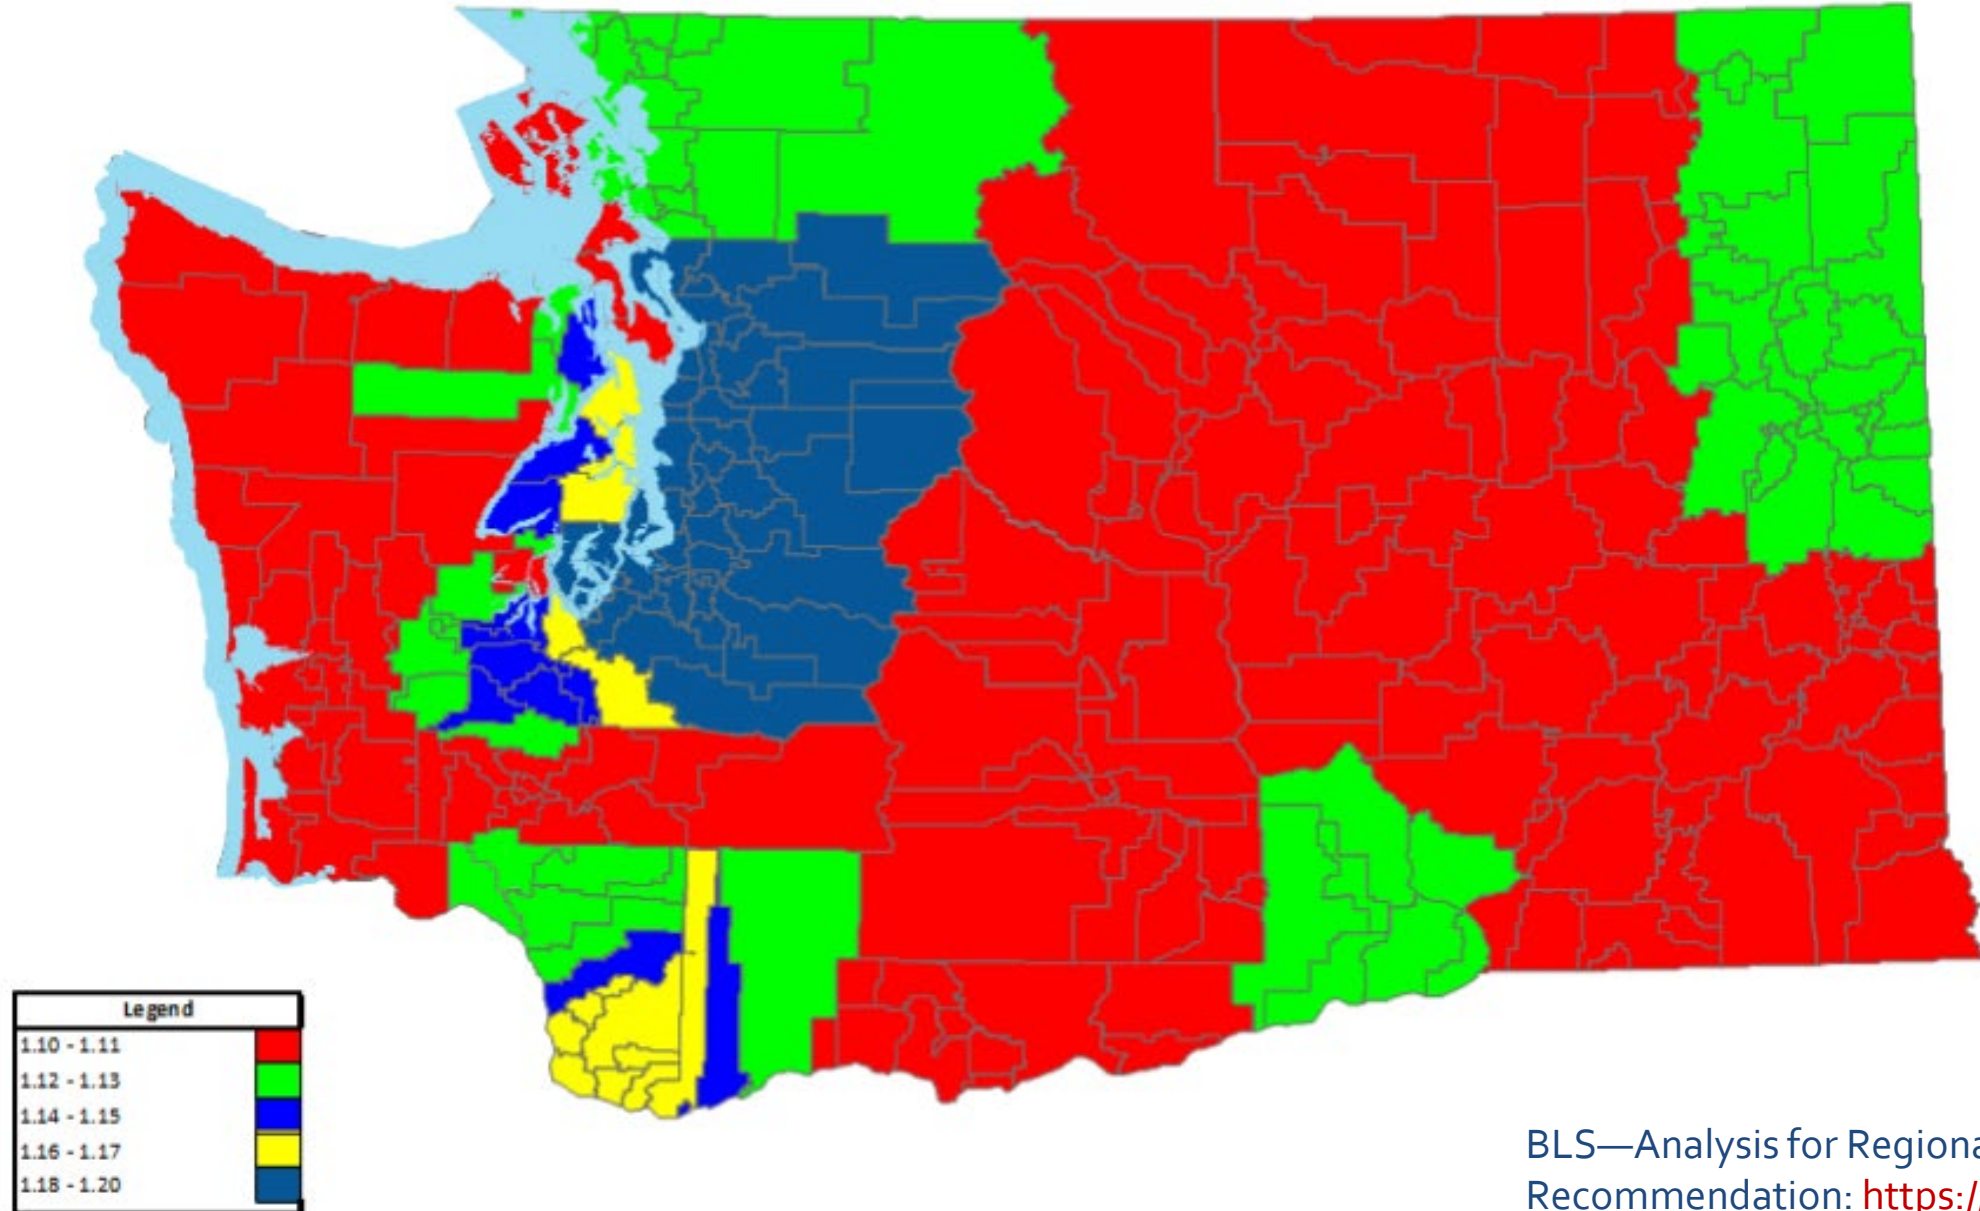 Legend
1.10 - 1.11
1.12 - 1.13
1.14 - 1.15
1.16 - 1.17
1.18 - 1.20
BLS—Analysis for Regiona
Recommendation: https:/